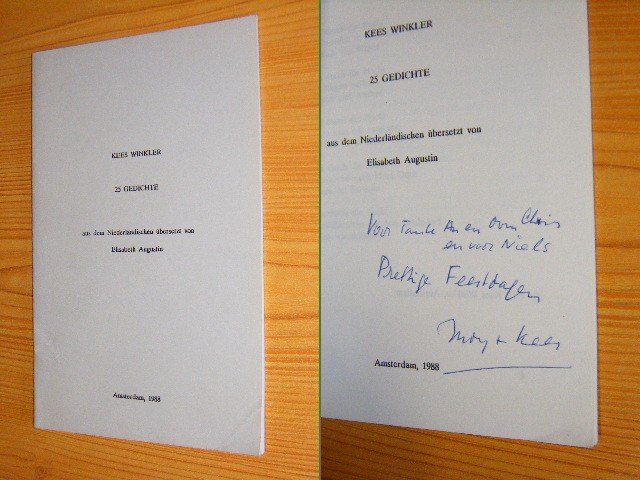 KEES WINKLER
25 GEDICHTE
aus dem Niederländischen übersetzt von
Elisabeth Augustin
Amsterdam, 1988
KEES WINKLER
25 GEDICHTE
aus dem Niederländischen übersetzt von
Elisabeth Augustin
Voor Tante An en oom Chris
en voor Niels
Prettige Feestdagen
+ Kees
Amsterdam, 1988